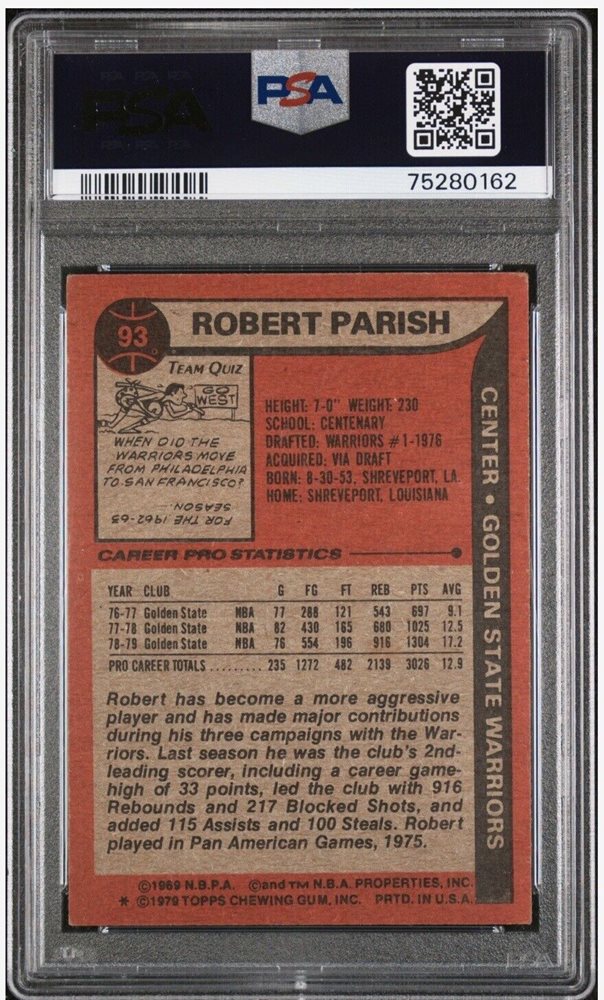 PSA
PSA
75280162
93
ROBERT PARISH
TEAM QUIZ
GO WEST
WHEN DID THE
WARRIORS MOVE
FROM PHILADELPHIA
TO SAN FRANCISCO?
FOR THE 1962-63
SEASON.
HEIGHT: 7-0" WEIGHT: 230
SCHOOL: CENTENARY
DRAFTED: WARRIORS #1-1976
ACQUIRED: VIA DRAFT
BORN: 8-30-53, SHREVEPORT, LA.
HOME: SHREVEPORT, LOUISIANA
CENTER • GOLDEN STATE WARRIORS
CAREER PRO STATISTICS
YEAR CLUB G FG FT REB PTS AVG
76-77 Golden State NBA 77 288 121 543 697 9.1
77-78 Golden State NBA 82 430 165 680 1025 12.5
78-79 Golden State NBA 76 554 196 916 1304 17.2
PRO CAREER TOTALS ......... 235 1272 482 2139 3026 12.9
Robert has become a more aggressive
player and has made major contributions
during his three campaigns with the War-
riors. Last season he was the club's 2nd-
leading scorer, including a career game-
high of 33 points, led the club with 916
Rebounds and 217 Blocked Shots, and
added 115 Assists and 100 Steals. Robert
played in Pan American Games, 1975.
©1969 N.B.P.A. ©and TM N.B.A. PROPERTIES, INC.
* ©1979 TOPPS CHEWING GUM, INC. PRTD. IN U.S.A.